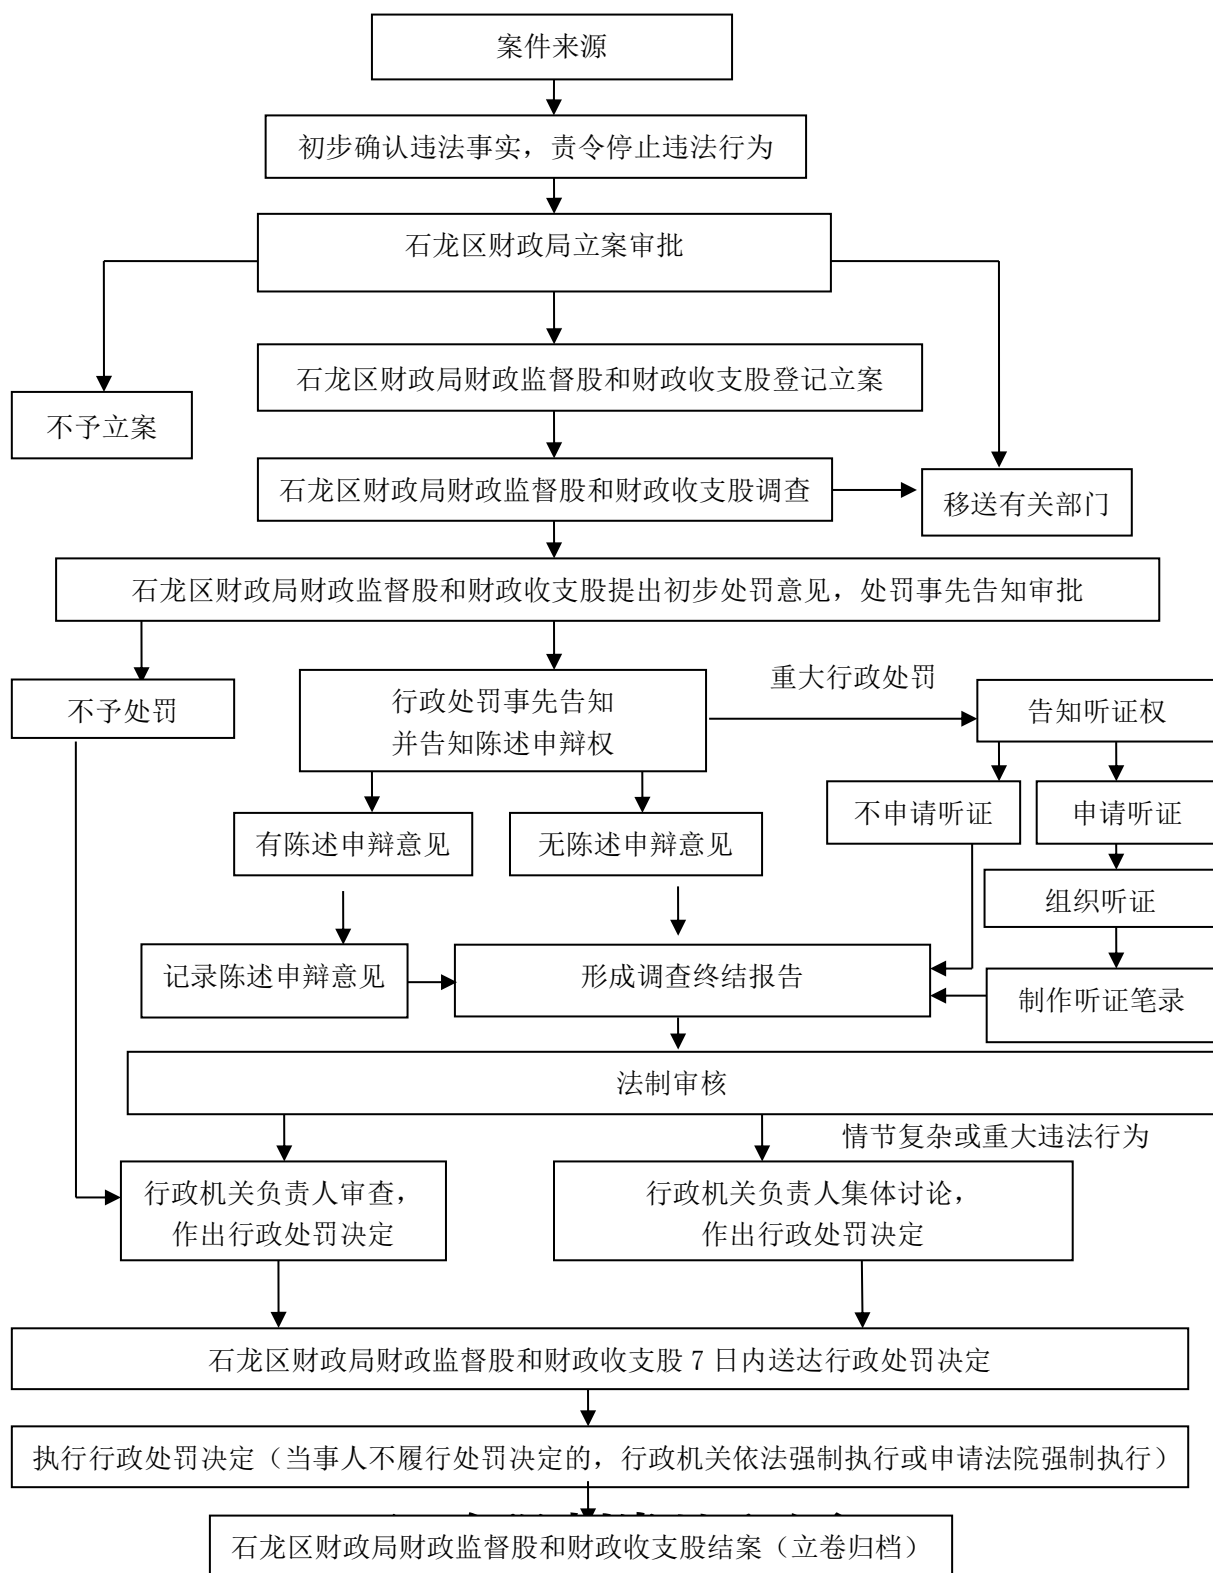 案件来源
初步确认违法事实，责令停止违法行为
石龙区财政局立案审批
石龙区财政局财政监督股和财政收支股登记立案
不予立案
石龙区财政局财政监督股和财政收支股调查
移送有关部门
石龙区财政局财政监督股和财政收支股提出初步处罚意见，处罚事先告知审批
不予处罚
行政处罚事先告知
并告知陈述申辩权
重大行政处罚
告知听证权
不申请听证
申请听证
有陈述申辩意见
无陈述申辩意见
组织听证
记录陈述申辩意见
形成调查终结报告
制作听证笔录
法制审核
情节复杂或重大违法行为
行政机关负责人审查，
作出行政处罚决定
行政机关负责人集体讨论，
作出行政处罚决定
石龙区财政局财政监督股和财政收支股 7 日内送达行政处罚决定
执行行政处罚决定（当事人不履行处罚决定的，行政机关依法强制执行或申请法院强制执行）
石龙区财政局财政监督股和财政收支股结案（立卷归档）